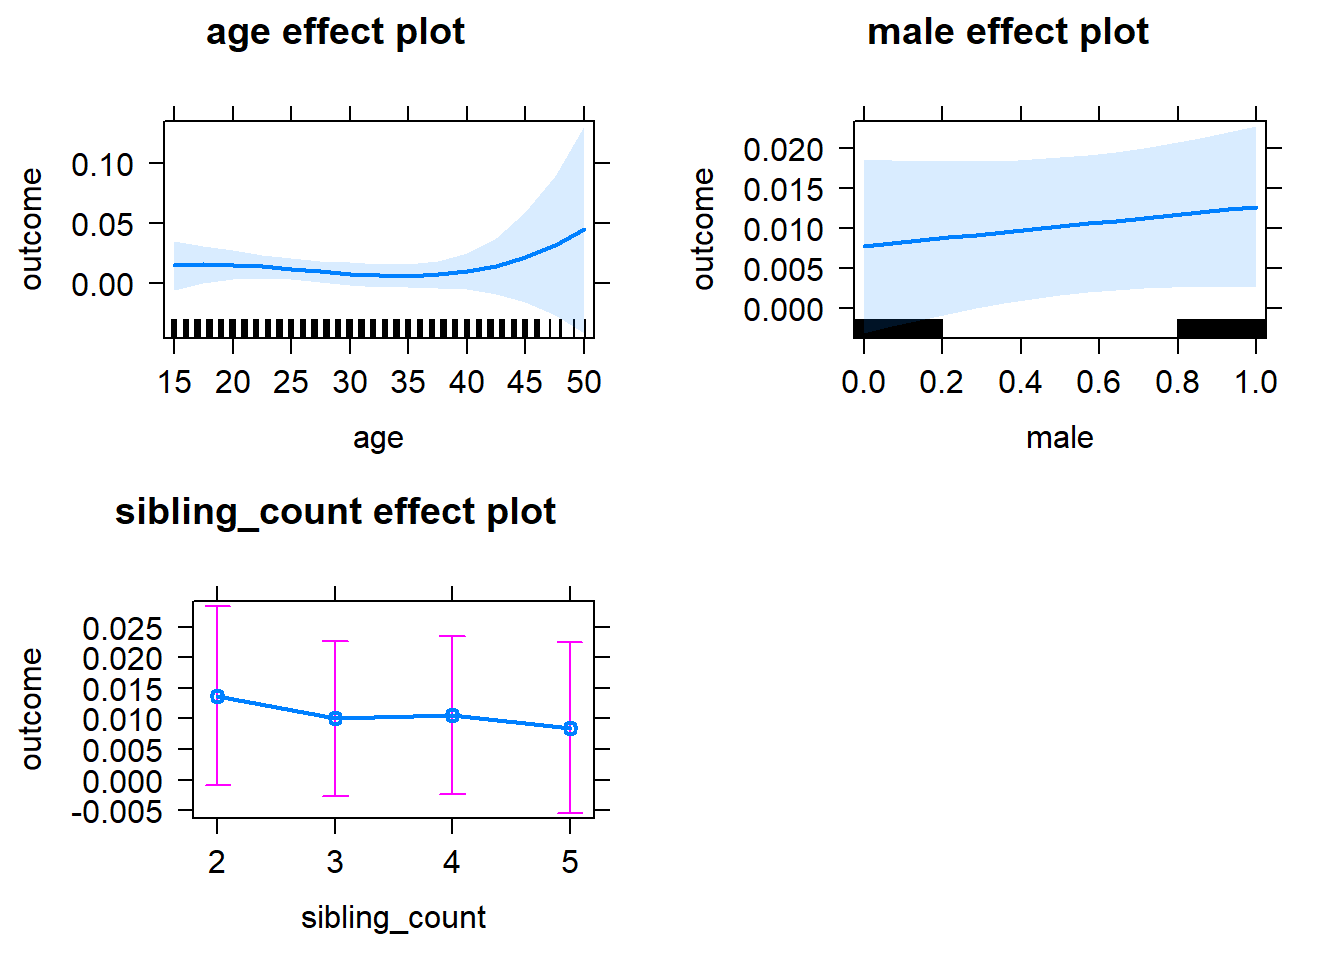 age effect plot
outcome
0.10
0.05
0.00
15 20 25 30 35 40 45 50
age
male effect plot
outcome
0.020
0.015
0.010
0.005
0.000
0.0 0.2 0.4 0.6 0.8 1.0
male
sibling_count effect plot
outcome
0.025
0.020
0.015
0.010
0.005
0.000
-0.005
2 3 4 5
sibling_count